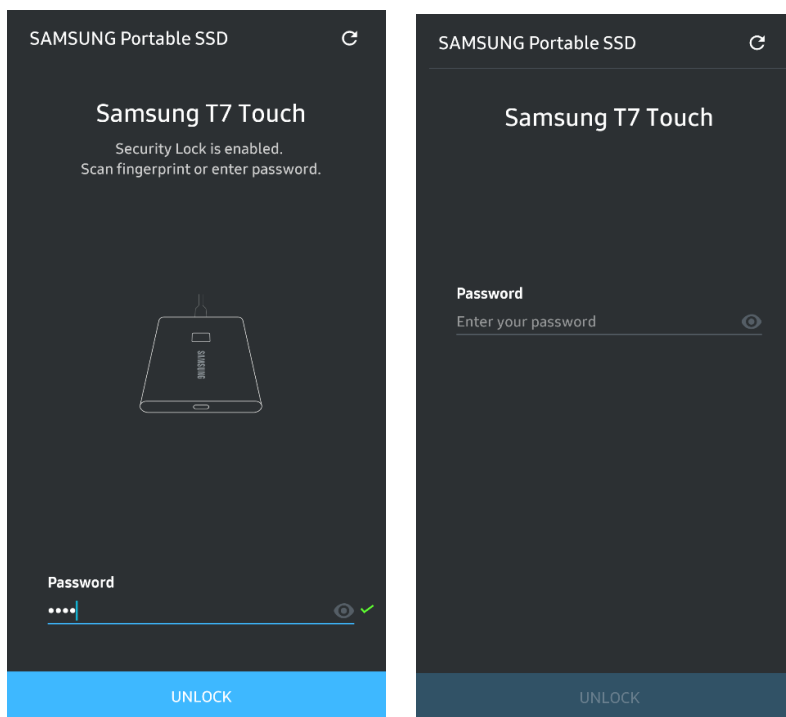 SAMSUNG Portable SSD
Samsung T7 Touch
Security Lock is enabled.
Scan fingerprint or enter password.
SAMSUNG
Password
••••
UNLOCK
SAMSUNG Portable SSD
Samsung T7 Touch
Password
Enter your password
UNLOCK